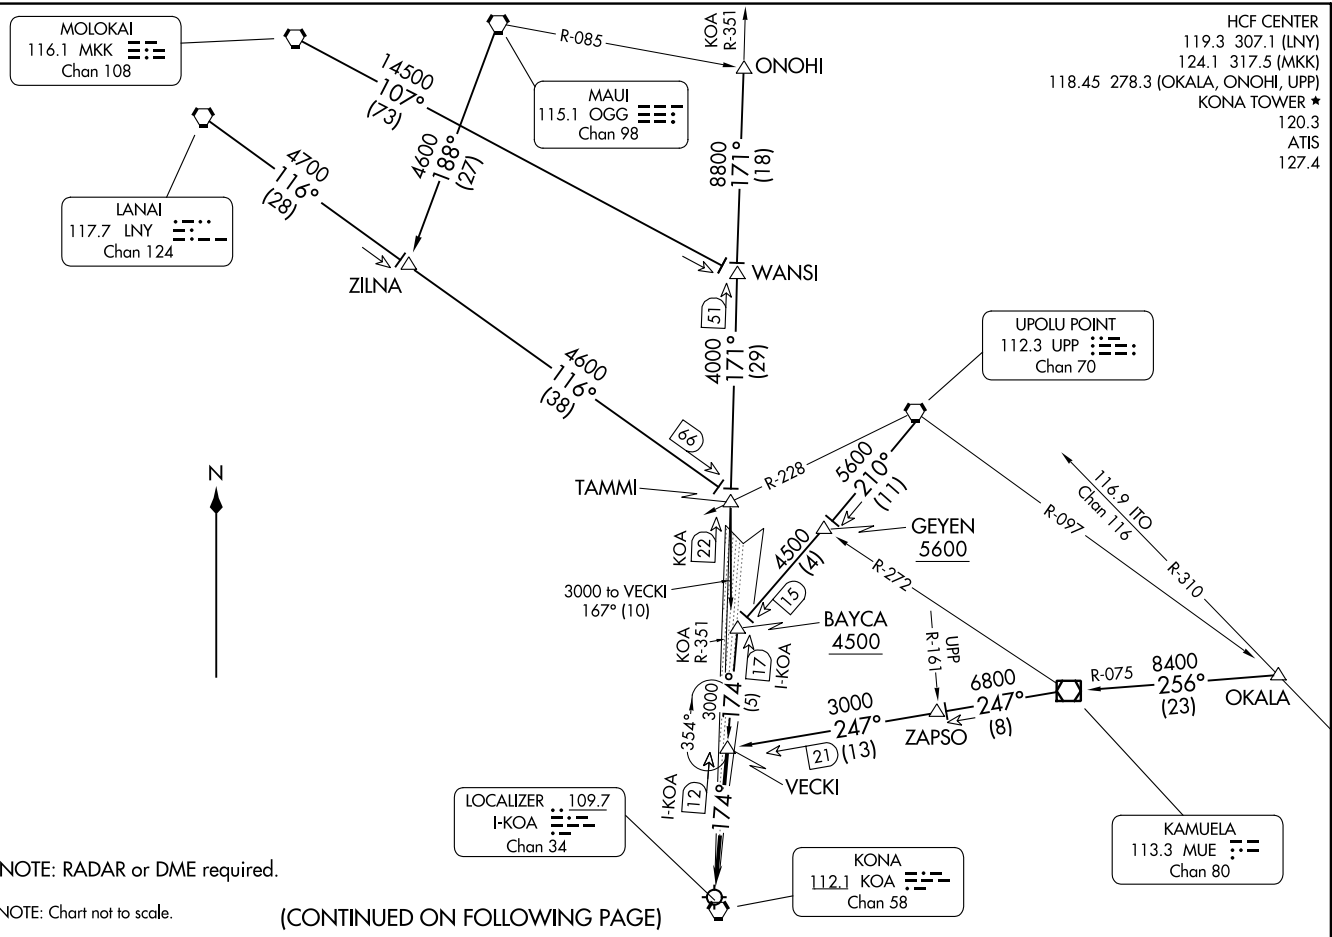 MOLOKAI
116.1 MKK
Chan 108
KOA
R-351
R-085
ONOHI
HCF CENTER
119.3 307.1 (LNY)
124.1 317.5 (MKK)
118.45 278.3 (OKALA, ONOHI, UPP)
KONA TOWER ★
120.3
ATIS
127.4
14500
107°
(73)
MAUI
115.1 OGG
Chan 98
4600
188°
(27)
8800
171°
(18)
4700
116°
(28)
LANAI
117.7 LNY
Chan 124
ZILNA
WANSI
51
4000
171°
(29)
UPOLU POINT
112.3 UPP
Chan 70
4600
116°
(38)
66
N
TAMMI
R-228
5600
210°
(11)
116.9 ITO
Chan 116
R-097
R-310
KOA
22
GEYEN
5600
4500
(4)
R-272
3000 to VECKI
167° (10)
15
BAYCA
4500
KOA
R-351
17
I-KOA
UPP
R-161
R-075
8400
256°
(23)
OKALA
3000
174°
(5)
6800
247°
(8)
3000
247°
(13)
ZAPSO
354°
21
VECKI
I-KOA
12
174°
LOCALIZER 109.7
I-KOA
Chan 34
KONA
112.1 KOA
Chan 58
KAMUELA
113.3 MUE
Chan 80
NOTE: RADAR or DME required.
NOTE: Chart not to scale.
(CONTINUED ON FOLLOWING PAGE)